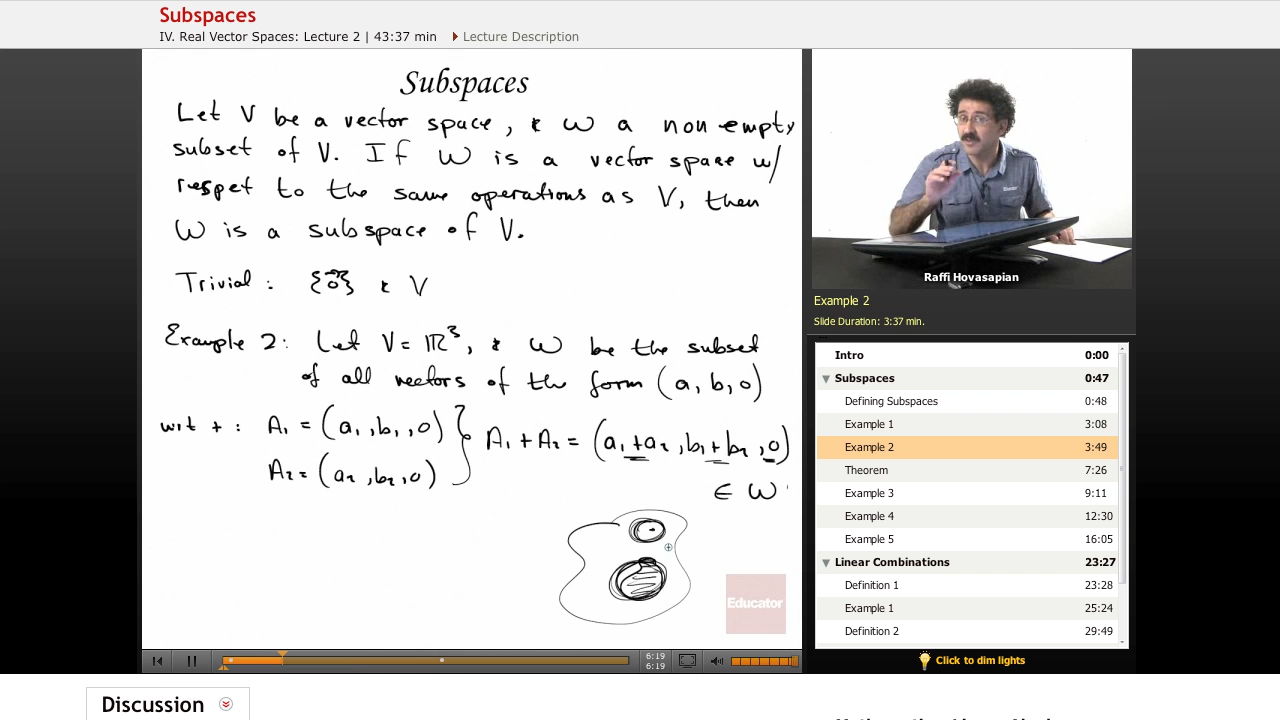 Subspaces
IV. Real Vector Spaces: Lecture 2 | 43:37 min Lecture Description
Subspaces
Let V be a vector space, & W a non empty
subset of V. If W is a vector space w/
respet to the same operations as V, then
W is a subspace of V.
Trivial: {0⃗} & V
Example 2: Let V = ℝ³, & W be the subset
of all vectors of the form (a, b, 0)
wrt +: A₁ = (a₁, b₁, 0) } A₁ + A₂ = (a₁+a₂, b₁+b₂, 0)
A₂ = (a₂, b₂, 0)
∈ W
Educator
6:19
6:19
Raffi Hovasapian
Example 2
Slide Duration: 3:37 min.
Intro 0:00
Subspaces 0:47
Defining Subspaces 0:48
Example 1 3:08
Example 2 3:49
Theorem 7:26
Example 3 9:11
Example 4 12:30
Example 5 16:05
Linear Combinations 23:27
Definition 1 23:28
Example 1 25:24
Definition 2 29:49
Click to dim lights
Discussion